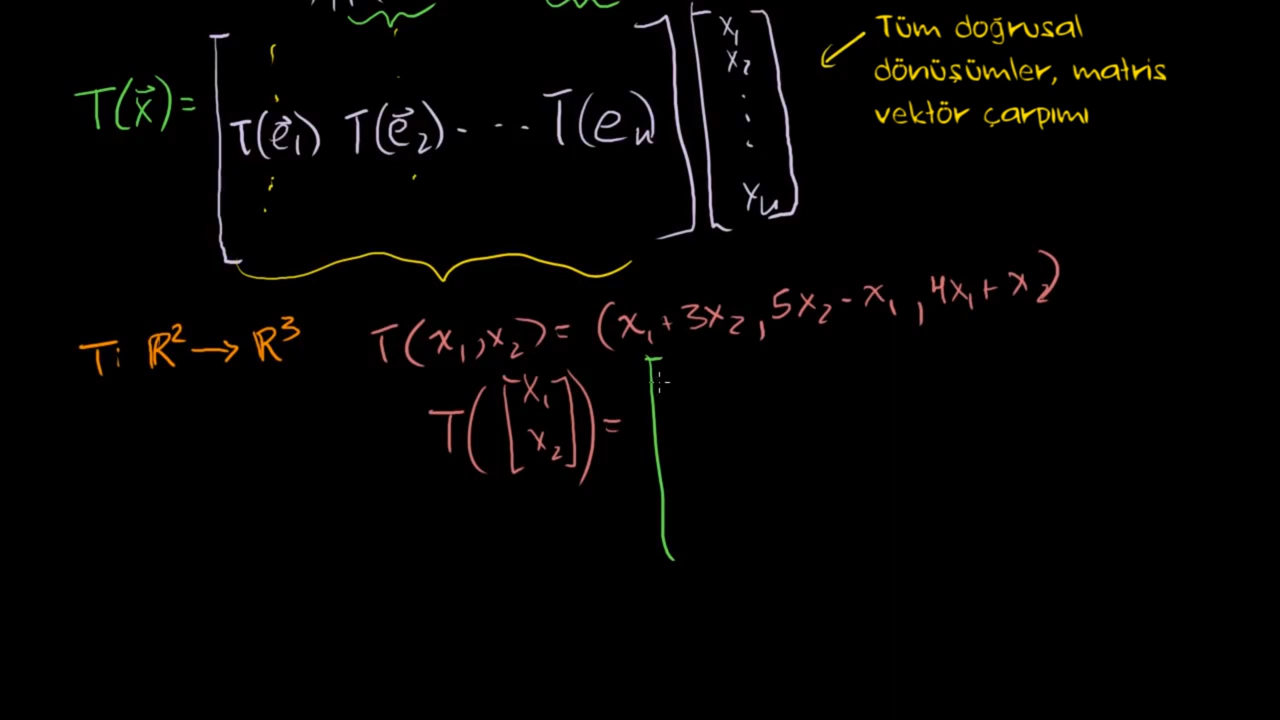 Tüm doğrusal
dönüşümler, matris
vektör çarpımı
T(x⃗) = [T(e⃗₁) T(e⃗₂) · ··· T(eₙ)] [x₁ x₂ ⋮ xₙ]
T: ℝ² → ℝ³
T(x₁, x₂) = (x₁ + 3x₂, 5x₂ - x₁, 4x₁ + x₂)
T([x₁ x₂]) = [